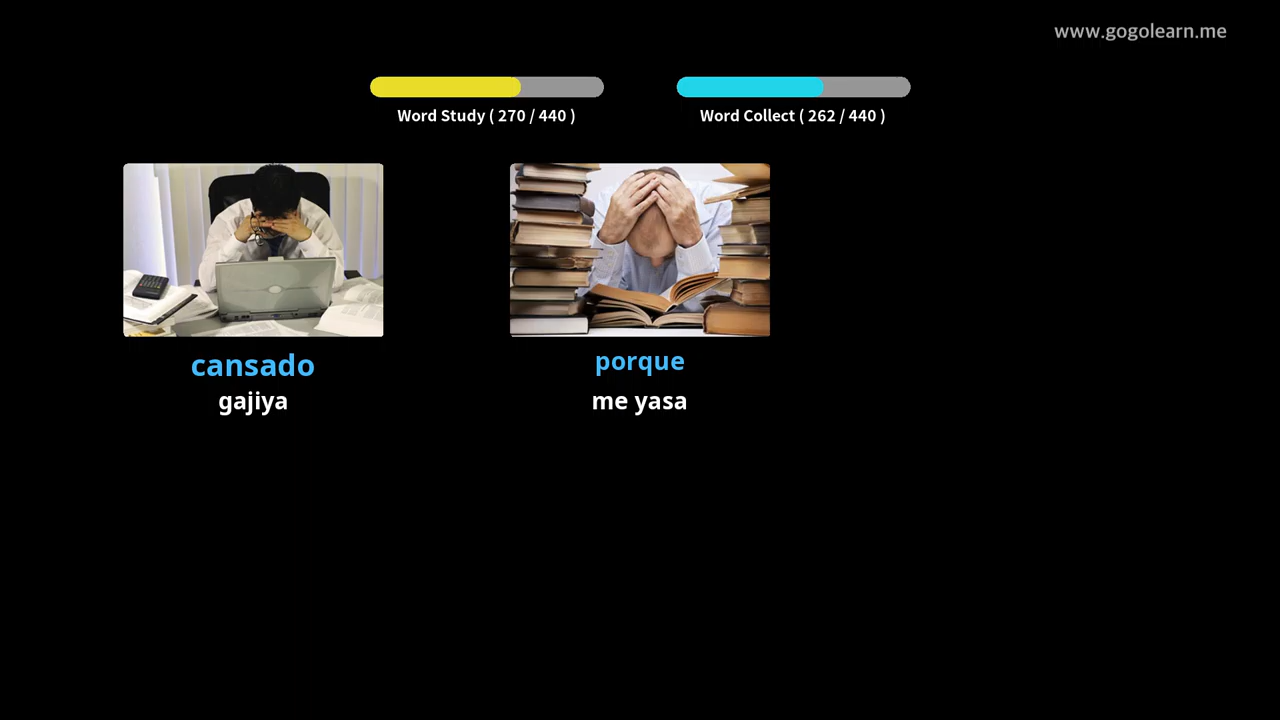 www.gogolearn.me
Word Study ( 270 / 440 )
Word Collect ( 262 / 440 )
cansado
gajiya
porque
me yasa